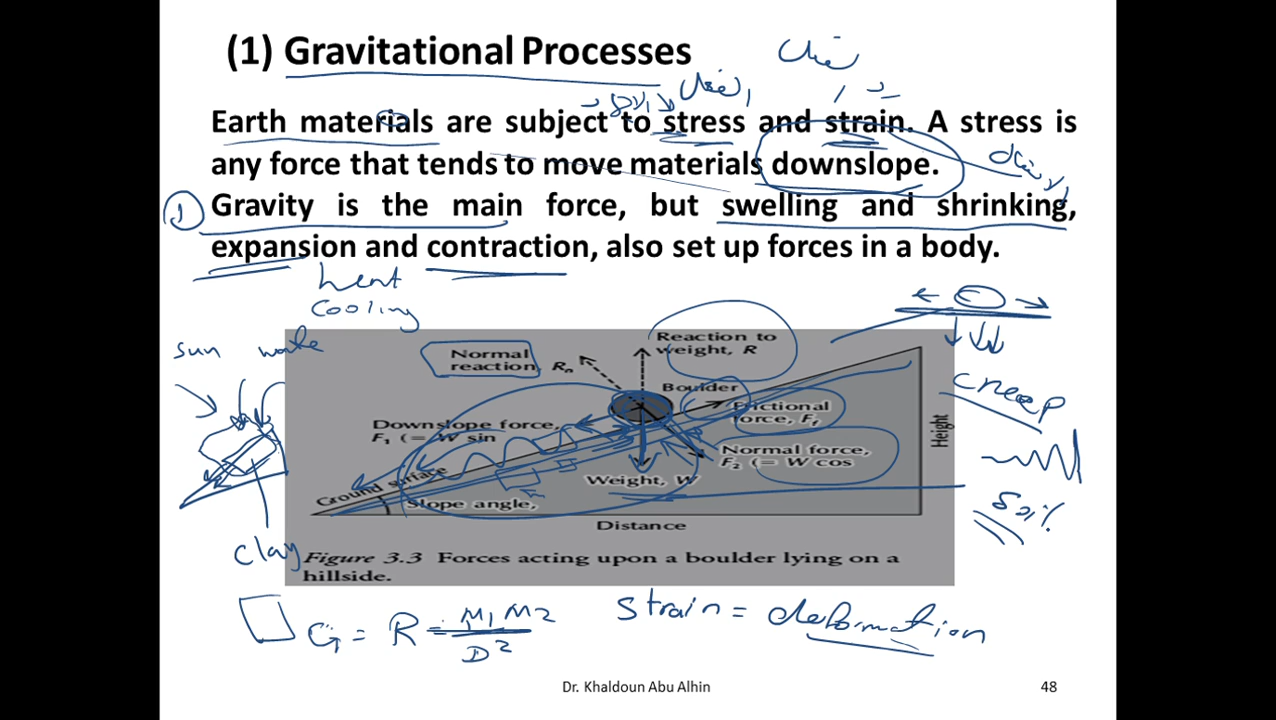 (1) Gravitational Processes
Earth materials are subject to stress and strain. A stress is
any force that tends to move materials downslope.
1 Gravity is the main force, but swelling and shrinking,
expansion and contraction, also set up forces in a body.
heat
cooling
sun
Normal
reaction, Rn
Reaction to
weight, R
Boulder
creep
Downslope force,
F1 (= W sin
Frictional
force, Ff
Normal force,
F2 (= W cos
Height
Ground surface
Weight, W
Slope angle,
Distance
soil
clay
Figure 3.3 Forces acting upon a boulder lying on a
hillside.
G = R = M1 M2
D2
strain = deformation
Dr. Khaldoun Abu Alhin
48